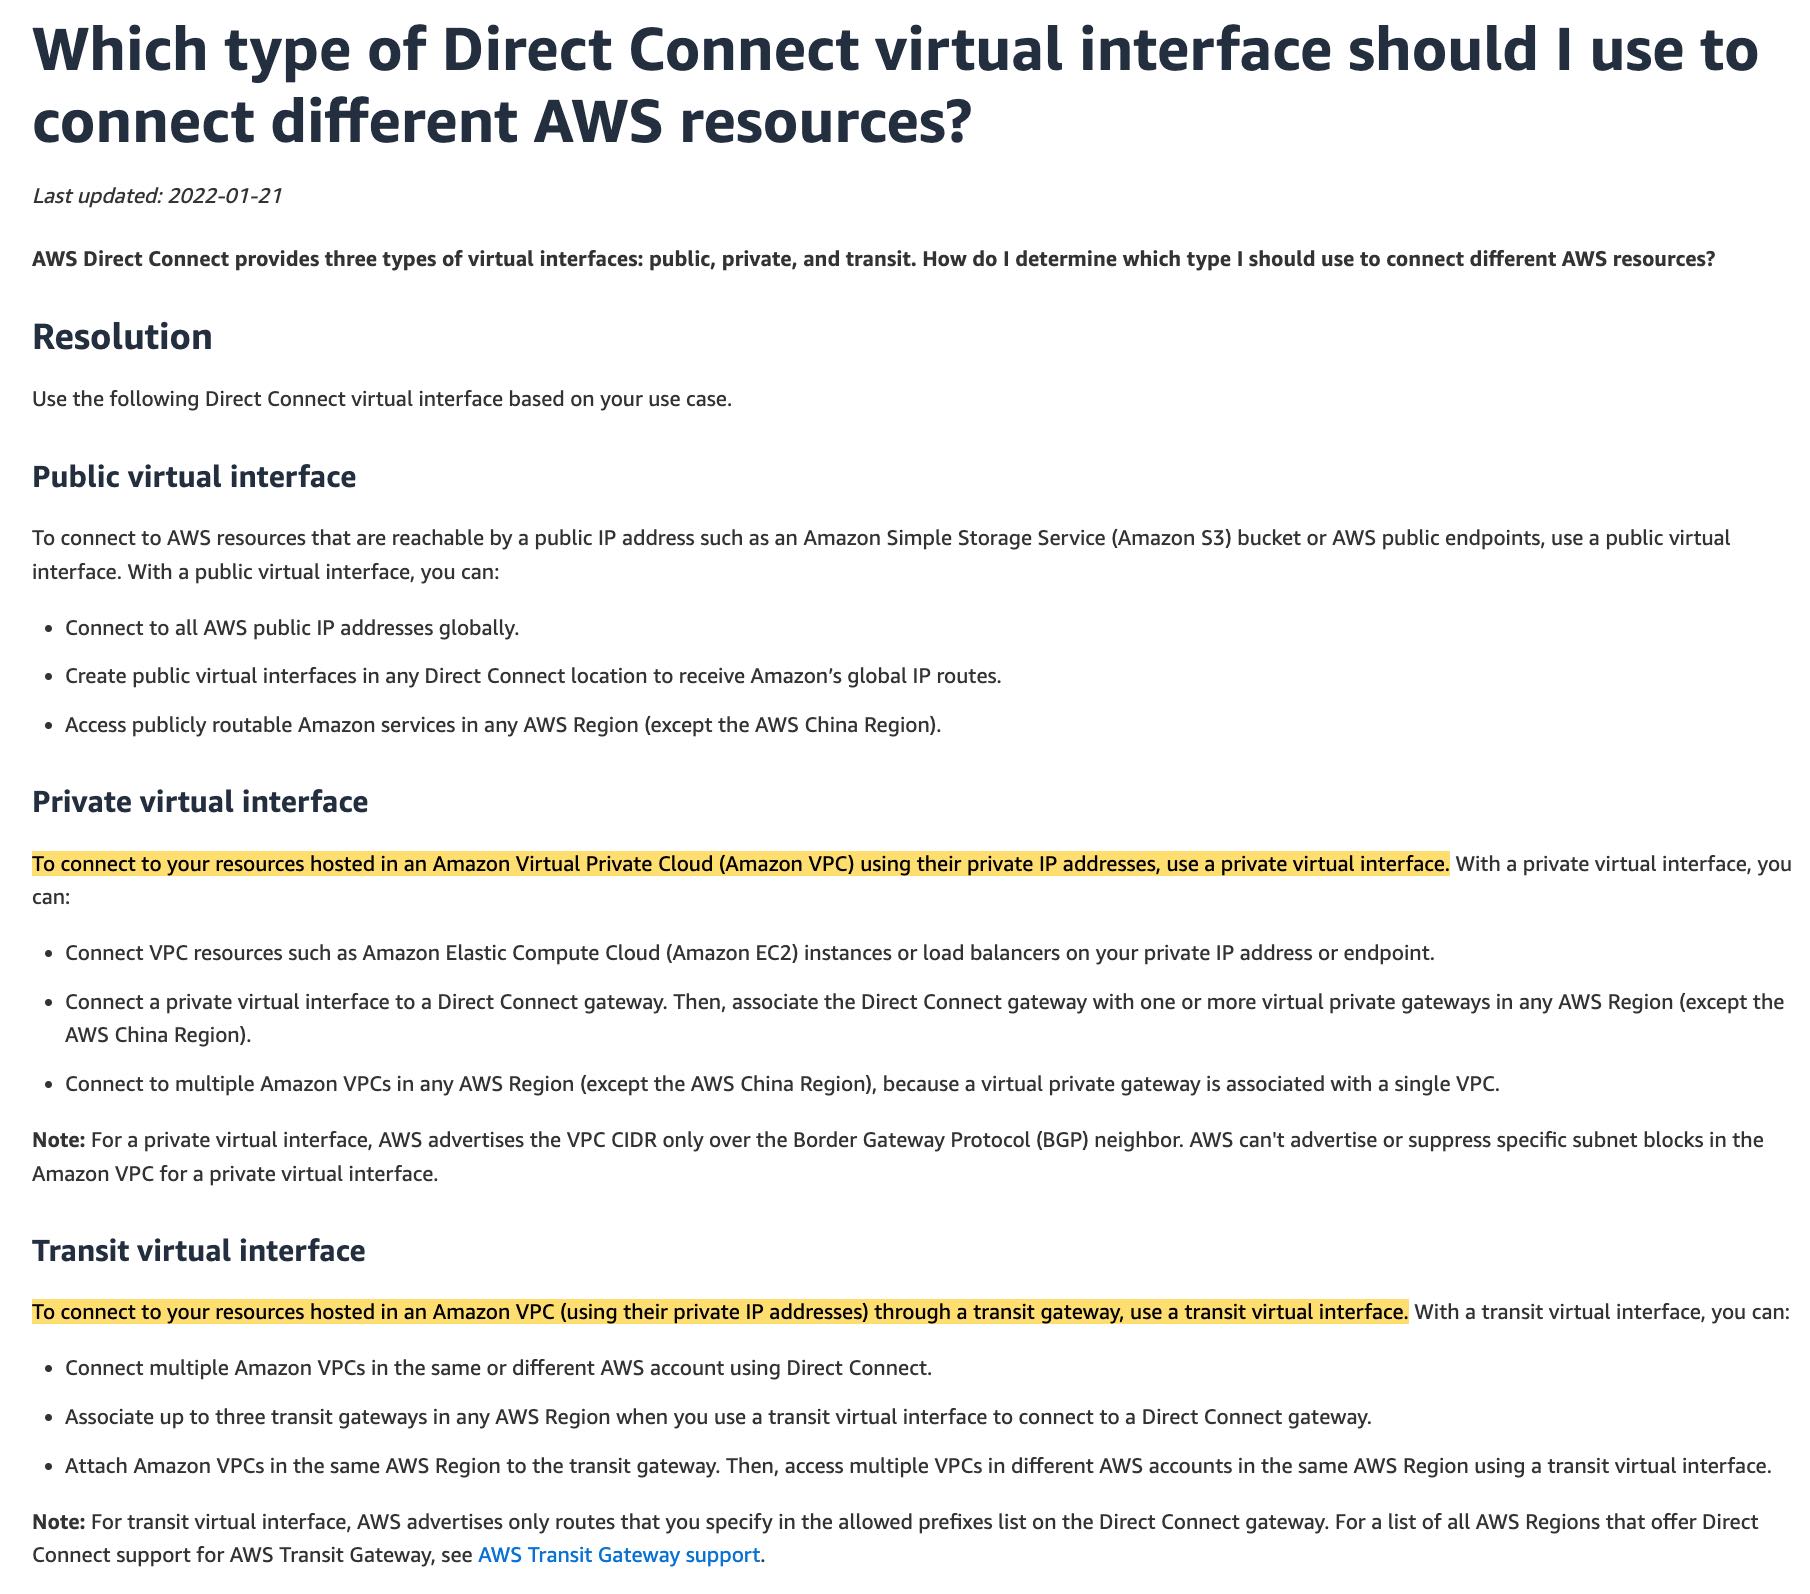 Which type of Direct Connect virtual interface should I use to
connect different AWS resources?
Last updated: 2022-01-21
AWS Direct Connect provides three types of virtual interfaces: public, private, and transit. How do I determine which type I should use to connect different AWS resources?
Resolution
Use the following Direct Connect virtual interface based on your use case.
Public virtual interface
To connect to AWS resources that are reachable by a public IP address such as an Amazon Simple Storage Service (Amazon S3) bucket or AWS public endpoints, use a public virtual
interface. With a public virtual interface, you can:
• Connect to all AWS public IP addresses globally.
• Create public virtual interfaces in any Direct Connect location to receive Amazon’s global IP routes.
• Access publicly routable Amazon services in any AWS Region (except the AWS China Region).
Private virtual interface
To connect to your resources hosted in an Amazon Virtual Private Cloud (Amazon VPC) using their private IP addresses, use a private virtual interface. With a private virtual interface, you
can:
• Connect VPC resources such as Amazon Elastic Compute Cloud (Amazon EC2) instances or load balancers on your private IP address or endpoint.
• Connect a private virtual interface to a Direct Connect gateway. Then, associate the Direct Connect gateway with one or more virtual private gateways in any AWS Region (except the
AWS China Region).
• Connect to multiple Amazon VPCs in any AWS Region (except the AWS China Region), because a virtual private gateway is associated with a single VPC.
Note: For a private virtual interface, AWS advertises the VPC CIDR only over the Border Gateway Protocol (BGP) neighbor. AWS can't advertise or suppress specific subnet blocks in the
Amazon VPC for a private virtual interface.
Transit virtual interface
To connect to your resources hosted in an Amazon VPC (using their private IP addresses) through a transit gateway, use a transit virtual interface. With a transit virtual interface, you can:
• Connect multiple Amazon VPCs in the same or different AWS account using Direct Connect.
• Associate up to three transit gateways in any AWS Region when you use a transit virtual interface to connect to a Direct Connect gateway.
• Attach Amazon VPCs in the same AWS Region to the transit gateway. Then, access multiple VPCs in different AWS accounts in the same AWS Region using a transit virtual interface.
Note: For transit virtual interface, AWS advertises only routes that you specify in the allowed prefixes list on the Direct Connect gateway. For a list of all AWS Regions that offer Direct
Connect support for AWS Transit Gateway, see AWS Transit Gateway support.